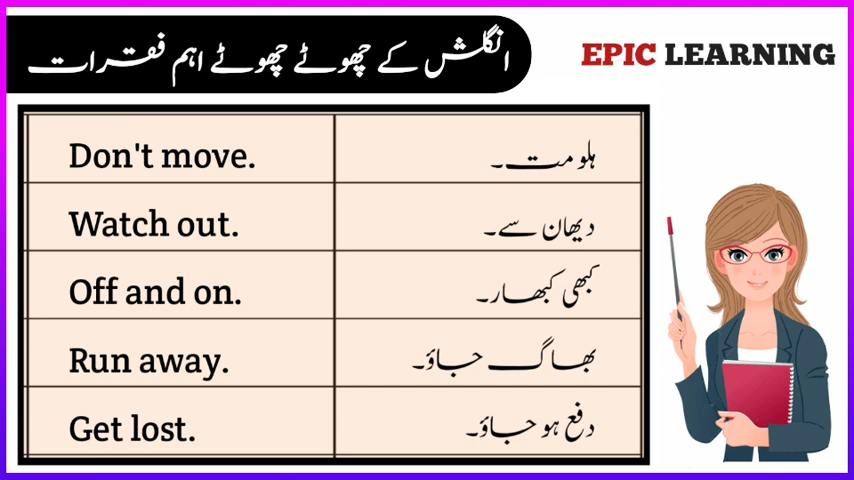 انگلش کے چھوٹے چھوٹے اہم فقرات
EPIC LEARNING
Don't move. ہلو مت۔
Watch out. دیھان سے۔
Off and on. کبھی کبھار۔
Run away. بھاگ جاؤ۔
Get lost. دفع ہو جاؤ۔